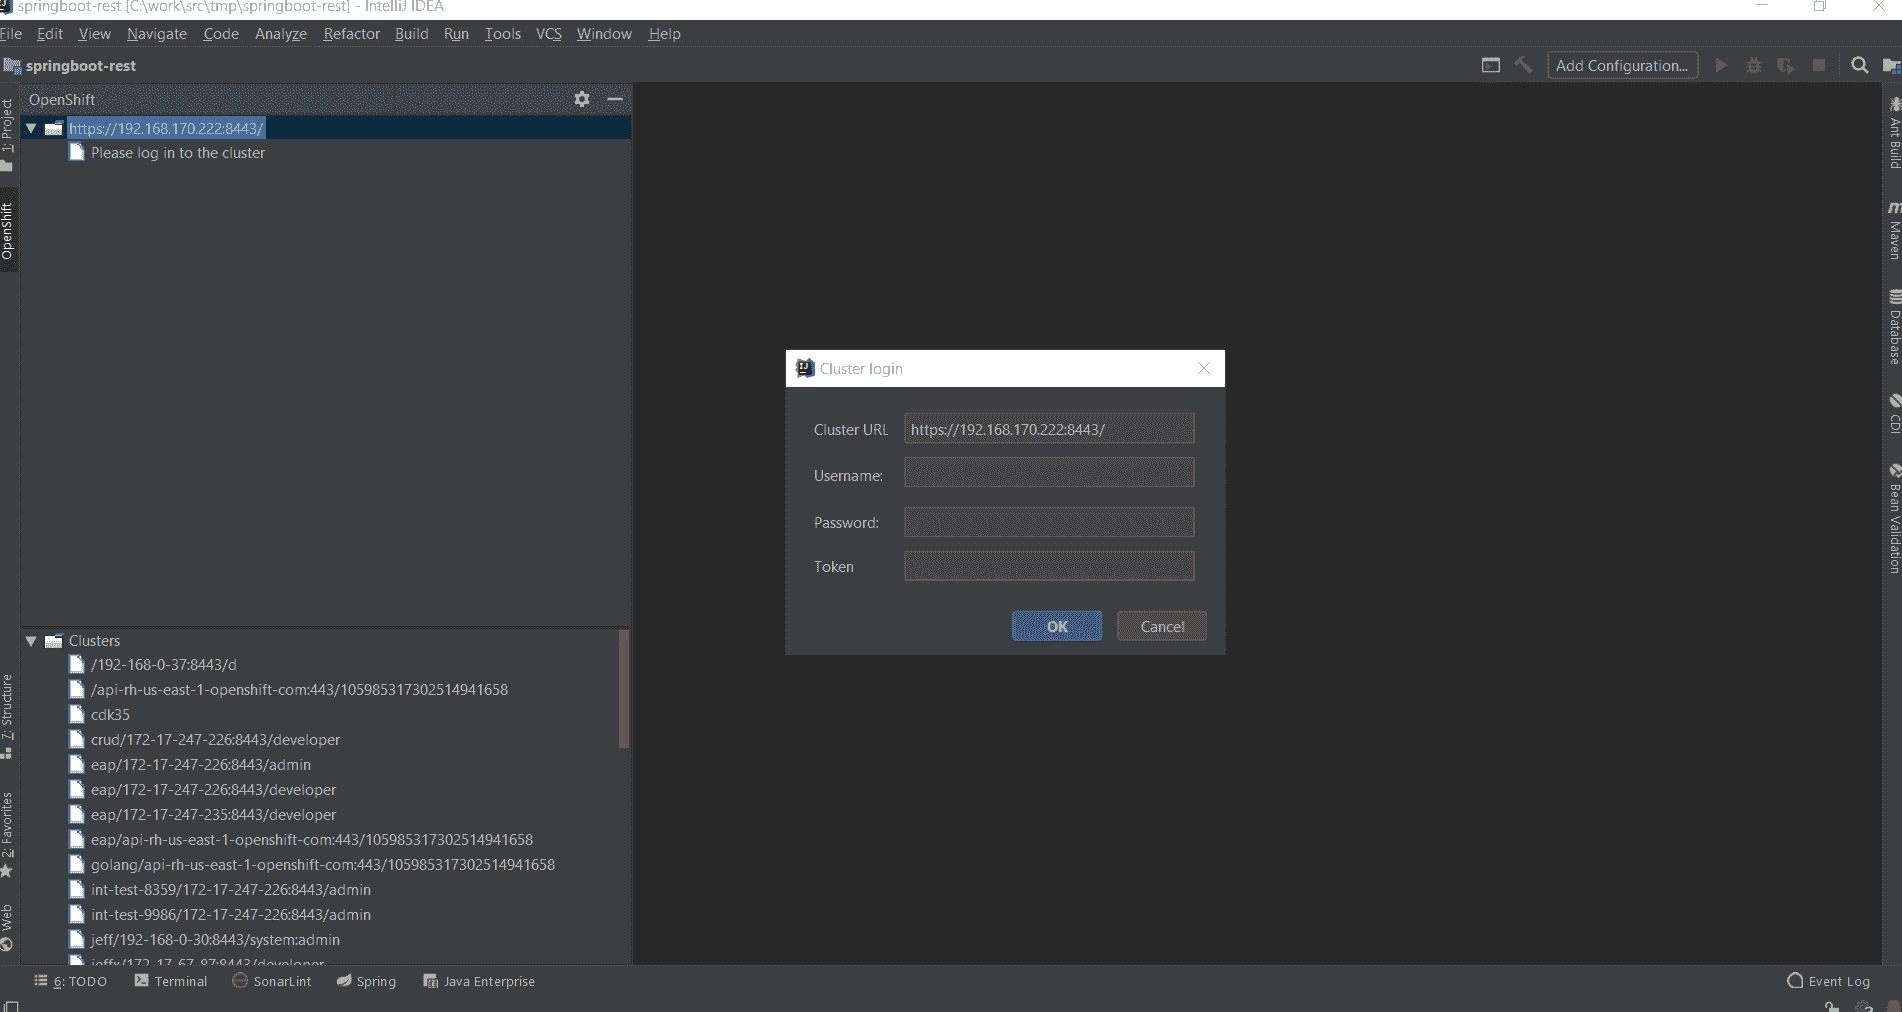 springboot-rest [C:\work\src\tmp\springboot-rest] - IntelliJ IDEA
File Edit View Navigate Code Analyze Refactor Build Run Tools VCS Window Help
springboot-rest
Add Configuration...
OpenShift
https://192.168.170.222:8443/
Please log in to the cluster
1: Project
OpenShift
7: Structure
2: Favorites
Web
Cluster login
Cluster URL https://192.168.170.222:8443/
Username:
Password:
Token
OK Cancel
Clusters
/192-168-0-37:8443/d
/api-rh-us-east-1-openshift-com:443/105985317302514941658
cdk35
crud/172-17-247-226:8443/developer
eap/172-17-247-226:8443/admin
eap/172-17-247-226:8443/developer
eap/172-17-247-235:8443/developer
eap/api-rh-us-east-1-openshift-com:443/105985317302514941658
golang/api-rh-us-east-1-openshift-com:443/105985317302514941658
int-test-8359/172-17-247-226:8443/admin
int-test-9986/172-17-247-226:8443/admin
jeff/192-168-0-30:8443/system:admin
jeffx/172-17-67-87:8443/developer
Ant Build
Maven
Database
CDI
Bean Validation
6: TODO Terminal SonarLint Spring Java Enterprise Event Log